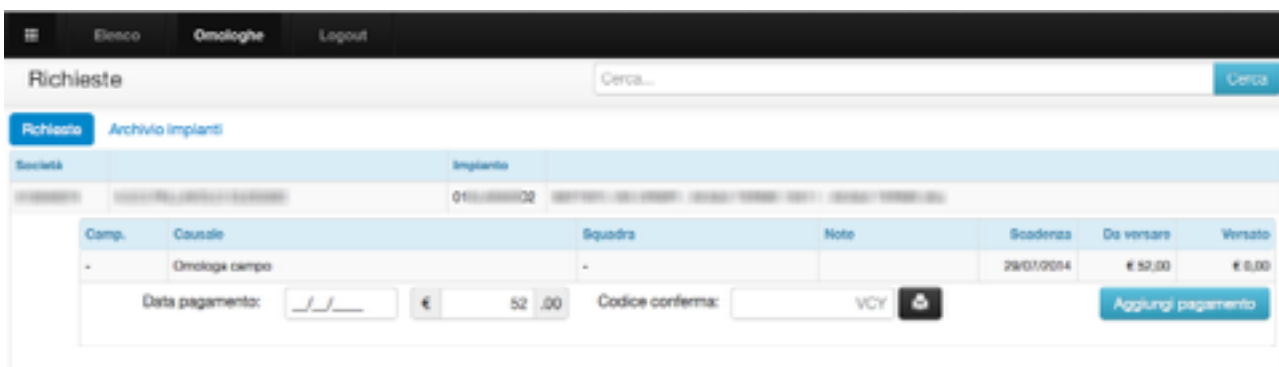 Elenco Omologhe Logout
Richieste Cerca... Cerca
Richieste Archivio impianti
Società Impianto
Camp. Causale Squadra Note Scadenza Da versare Versato
- Omologa campo - 29/07/2014 € 52,00 € 0,00
Data pagamento: __/__/____ € 52 .00 Codice conferma: VCY Aggiungi pagamento